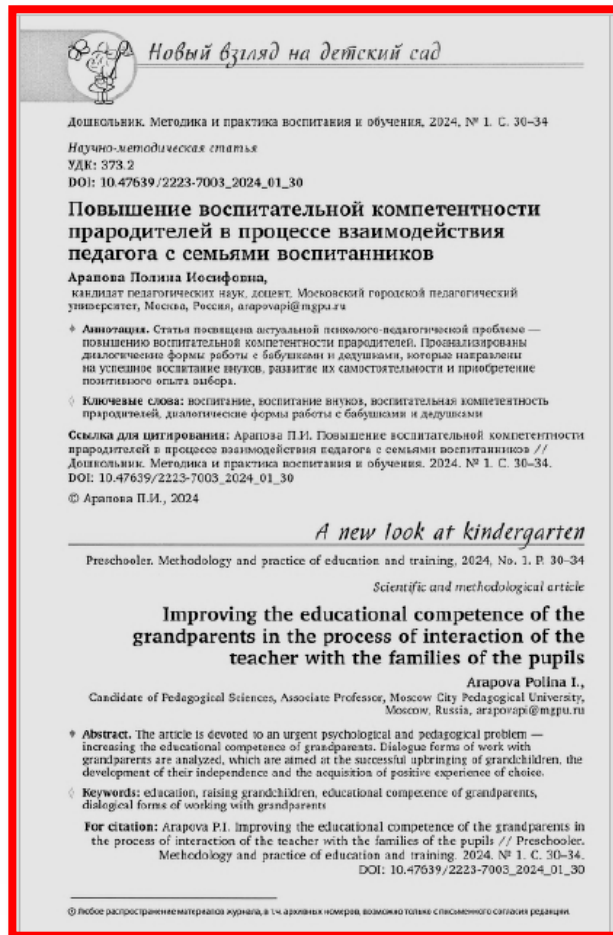 Новый взгляд на детский сад
Дошкольник. Методика и практика воспитания и обучения, 2024, № 1. С. 30–34
Научно-методическая статья
УДК: 373.2
DOI: 10.47639/2223-7003_2024_01_30
Повышение воспитательной компетентности
прародителей в процессе взаимодействия
педагога с семьями воспитанников
Арапова Полина Иосифовна,
кандидат педагогических наук, доцент, Московский городской педагогический
университет, Москва, Россия, arapovapi@mgpu.ru
Аннотация. Статья посвящена актуальной психолого-педагогической проблеме —
повышению воспитательной компетентности прародителей. Проанализированы
диалогические формы работы с бабушками и дедушками, которые направлены
на успешное воспитание внуков, развитие их самостоятельности и приобретение
позитивного опыта выбора.
Ключевые слова: воспитание, воспитание внуков, воспитательная компетентность
прародителей, диалогические формы работы с бабушками и дедушками
Ссылка для цитирования: Арапова П.И. Повышение воспитательной компетентности
прародителей в процессе взаимодействия педагога с семьями воспитанников //
Дошкольник. Методика и практика воспитания и обучения. 2024. № 1. С. 30–34.
DOI: 10.47639/2223-7003_2024_01_30
© Арапова П.И., 2024
A new look at kindergarten
Preschooler. Methodology and practice of education and training, 2024, No. 1. P. 30–34
Scientific and methodological article
Improving the educational competence of the
grandparents in the process of interaction of the
teacher with the families of the pupils
Arapova Polina I.,
Candidate of Pedagogical Sciences, Associate Professor, Moscow City Pedagogical University,
Moscow, Russia, arapovapi@mgpu.ru
Abstract. The article is devoted to an urgent psychological and pedagogical problem —
increasing the educational competence of grandparents. Dialogue forms of work with
grandparents are analyzed, which are aimed at the successful upbringing of grandchildren, the
development of their independence and the acquisition of positive experience of choice.
Keywords: education, raising grandchildren, educational competence of grandparents,
dialogical forms of working with grandparents
For citation: Arapova P.I. Improving the educational competence of the grandparents in
the process of interaction of the teacher with the families of the pupils // Preschooler.
Methodology and practice of education and training. 2024. № 1. С. 30–34.
DOI: 10.47639/2223-7003_2024_01_30
Любое распространение материалов журнала, в т.ч. архивных номеров, возможно только с письменного согласия редакции.